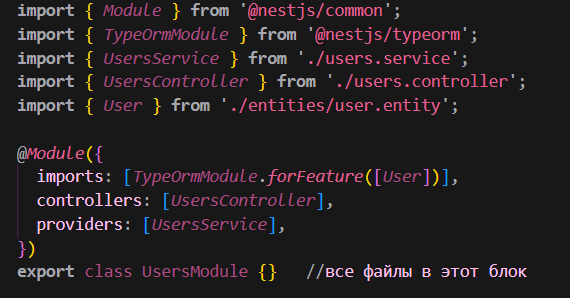 import { Module } from '@nestjs/common';
import { TypeOrmModule } from '@nestjs/typeorm';
import { UsersService } from './users.service';
import { UsersController } from './users.controller';
import { User } from './entities/user.entity';
@Module({
  imports: [TypeOrmModule.forFeature([User])],
  controllers: [UsersController],
  providers: [UsersService],
})
export class UsersModule {}   //все файлы в этот блок